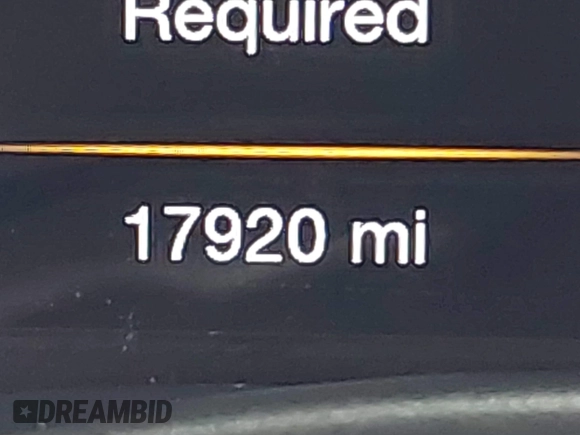 Required
17920 mi
DREAMBID